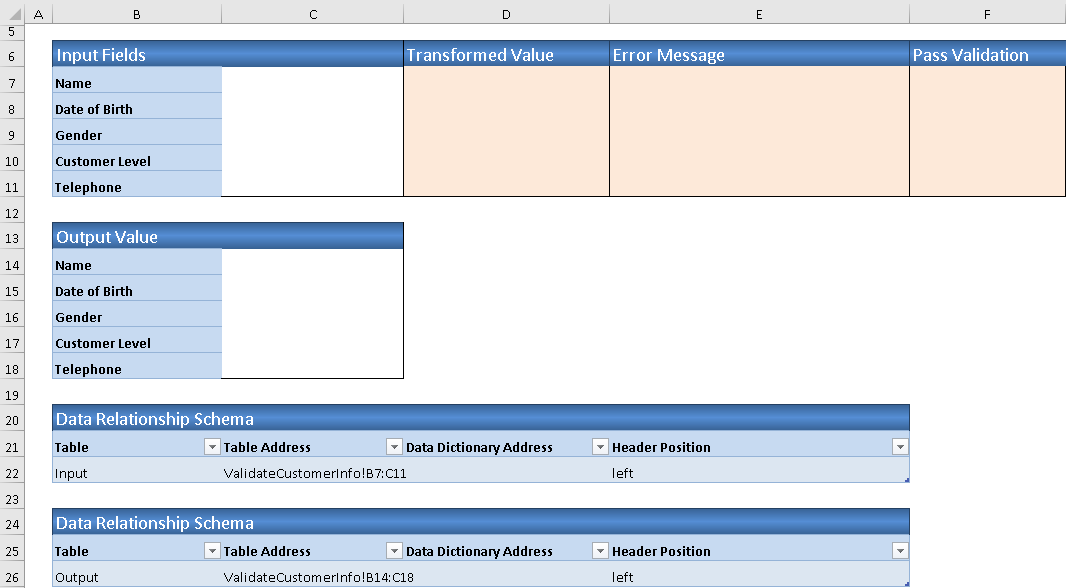 A B C D E F
5
6 Input Fields Transformed Value Error Message Pass Validation
7 Name
8 Date of Birth
9 Gender
10 Customer Level
11 Telephone
12
13 Output Value
14 Name
15 Date of Birth
16 Gender
17 Customer Level
18 Telephone
19
20 Data Relationship Schema
21 Table Table Address Data Dictionary Address Header Position
22 Input ValidateCustomerInfo!B7:C11 left
23
24 Data Relationship Schema
25 Table Table Address Data Dictionary Address Header Position
26 Output ValidateCustomerInfo!B14:C18 left